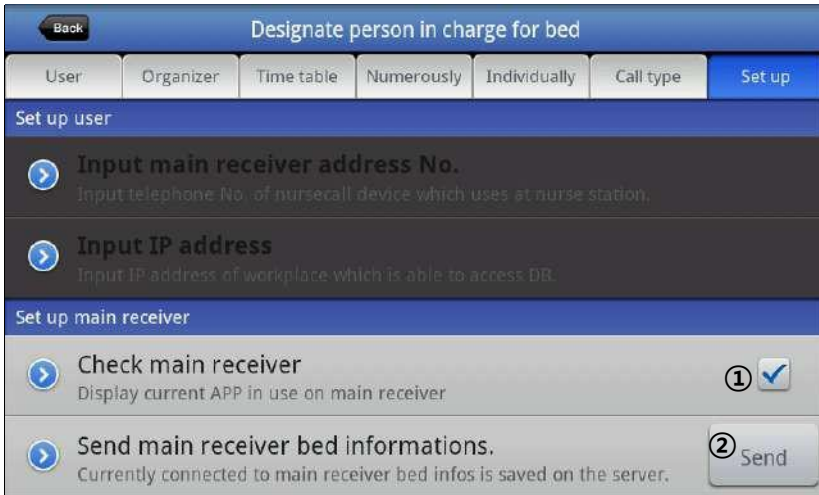 Back
Designate person in charge for bed
User Organizer Time table Numerously Individually Call type Set up
Set up user
Input main receiver address No.
Input telephone No. of nursecall device which uses at nurse station.
Input IP address
Input IP address of workplace which is able to access DB.
Set up main receiver
Check main receiver
Display current APP in use on main receiver
①
Send main receiver bed informations.
Currently connected to main receiver bed infos is saved on the server.
② Send